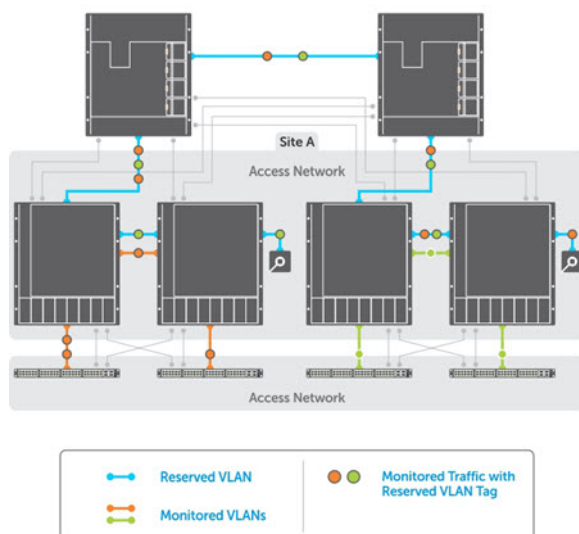 Site A
Access Network
Access Network
Reserved VLAN
Monitored VLANs
Monitored Traffic with
Reserved VLAN Tag